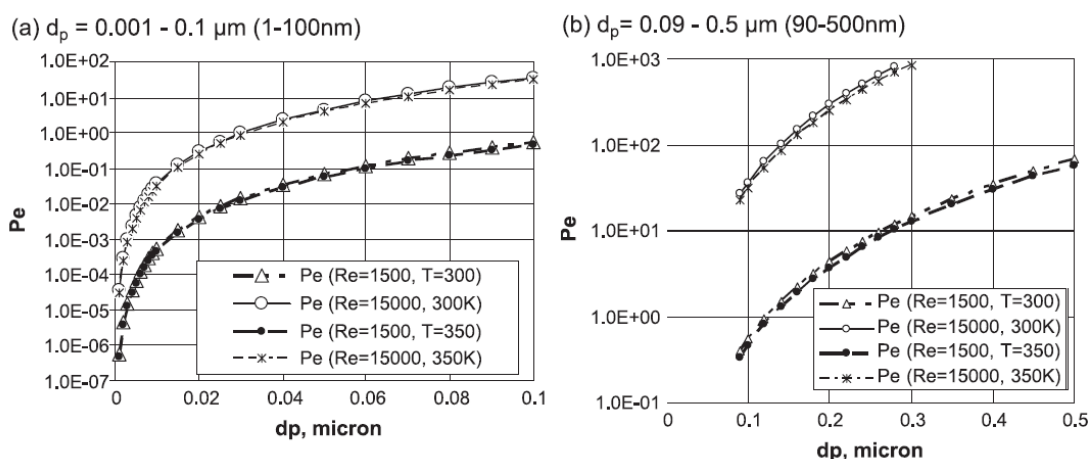 (a) dp = 0.001 - 0.1 µm (1-100nm)
1.0E+02
1.0E+01
1.0E+00
1.0E-01
1.0E-02
1.0E-03
1.0E-04
1.0E-05
1.0E-06
1.0E-07
Pe
Pe (Re=1500, T=300)
Pe (Re=15000, 300K)
Pe (Re=1500, T=350)
Pe (Re=15000, 350K)
0 0.02 0.04 0.06 0.08 0.1
dp, micron
(b) dp= 0.09 - 0.5 µm (90-500nm)
1.0E+03
1.0E+02
1.0E+01
1.0E+00
1.0E-01
Pe
Pe (Re=1500, T=300)
Pe (Re=15000, 300K)
Pe (Re=1500, T=350)
Pe (Re=15000, 350K)
0 0.1 0.2 0.3 0.4 0.5
dp, micron